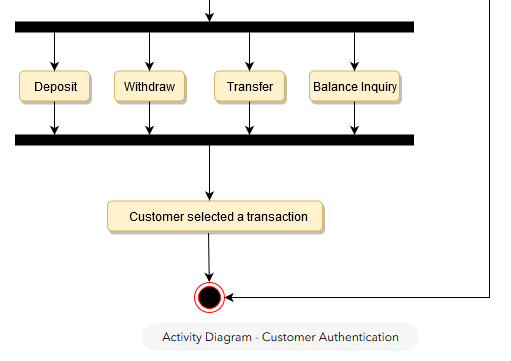 Deposit
Withdraw
Transfer
Balance Inquiry
Customer selected a transaction
Activity Diagram - Customer Authentication